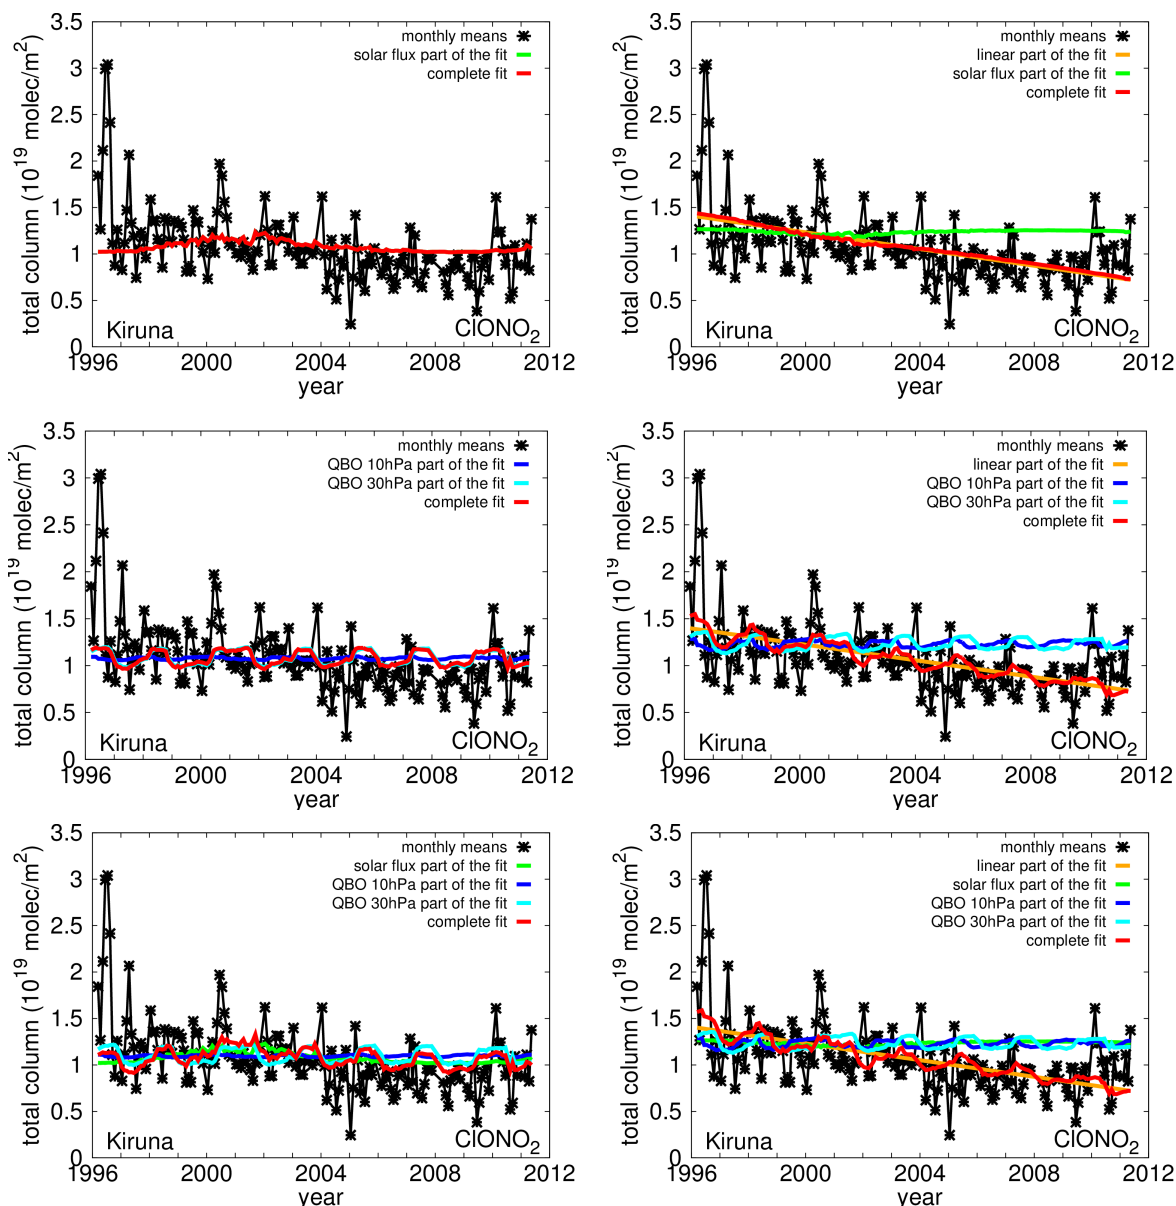 3.5
3
2.5
2
1.5
1
0.5
0
total column (10^19 molec/m^2)
monthly means
solar flux part of the fit
complete fit
Kiruna
ClONO2
1996 2000 2004 2008 2012
year
3.5
3
2.5
2
1.5
1
0.5
0
total column (10^19 molec/m^2)
monthly means
linear part of the fit
solar flux part of the fit
complete fit
Kiruna
ClONO2
1996 2000 2004 2008 2012
year
3.5
3
2.5
2
1.5
1
0.5
0
total column (10^19 molec/m^2)
monthly means
QBO 10hPa part of the fit
QBO 30hPa part of the fit
complete fit
Kiruna
ClONO2
1996 2000 2004 2008 2012
year
3.5
3
2.5
2
1.5
1
0.5
0
total column (10^19 molec/m^2)
monthly means
linear part of the fit
QBO 10hPa part of the fit
QBO 30hPa part of the fit
complete fit
Kiruna
ClONO2
1996 2000 2004 2008 2012
year
3.5
3
2.5
2
1.5
1
0.5
0
total column (10^19 molec/m^2)
monthly means
solar flux part of the fit
QBO 10hPa part of the fit
QBO 30hPa part of the fit
complete fit
Kiruna
ClONO2
1996 2000 2004 2008 2012
year
3.5
3
2.5
2
1.5
1
0.5
0
total column (10^19 molec/m^2)
monthly means
linear part of the fit
solar flux part of the fit
QBO 10hPa part of the fit
QBO 30hPa part of the fit
complete fit
Kiruna
ClONO2
1996 2000 2004 2008 2012
year